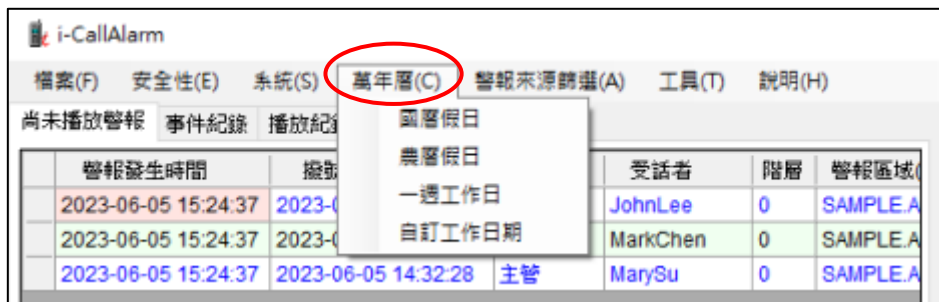 i-CallAlarm
檔案(F) 安全性(E) 系統(S) 萬年曆(C) 警報來源篩選(A) 工具(T) 說明(H)
尚未播放警報 事件紀錄 播放紀
國曆假日
農曆假日
一週工作日
自訂工作日期
警報發生時間 撥 受話者 階層 警報區域(
2023-06-05 15:24:37 2023-0 JohnLee 0 SAMPLE.A
2023-06-05 15:24:37 2023-0 MarkChen 0 SAMPLE.A
2023-06-05 15:24:37 2023-06-05 14:32:28 主管 MarySu 0 SAMPLE.A